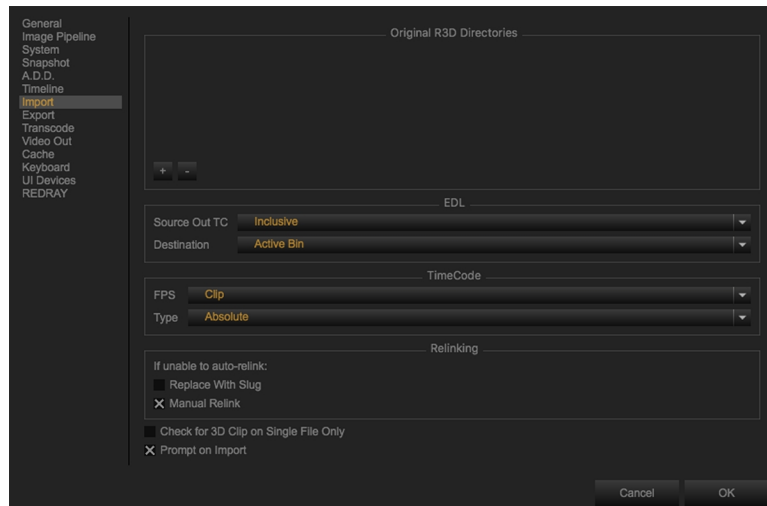 General
Image Pipeline
System
Snapshot
A.D.D.
Timeline
Import
Export
Transcode
Video Out
Cache
Keyboard
UI Devices
REDRAY
Original R3D Directories
+ -
EDL
Source Out TC Inclusive
Destination Active Bin
TimeCode
FPS Clip
Type Absolute
Relinking
If unable to auto-relink:
Replace With Slug
Manual Relink
Check for 3D Clip on Single File Only
Prompt on Import
Cancel OK